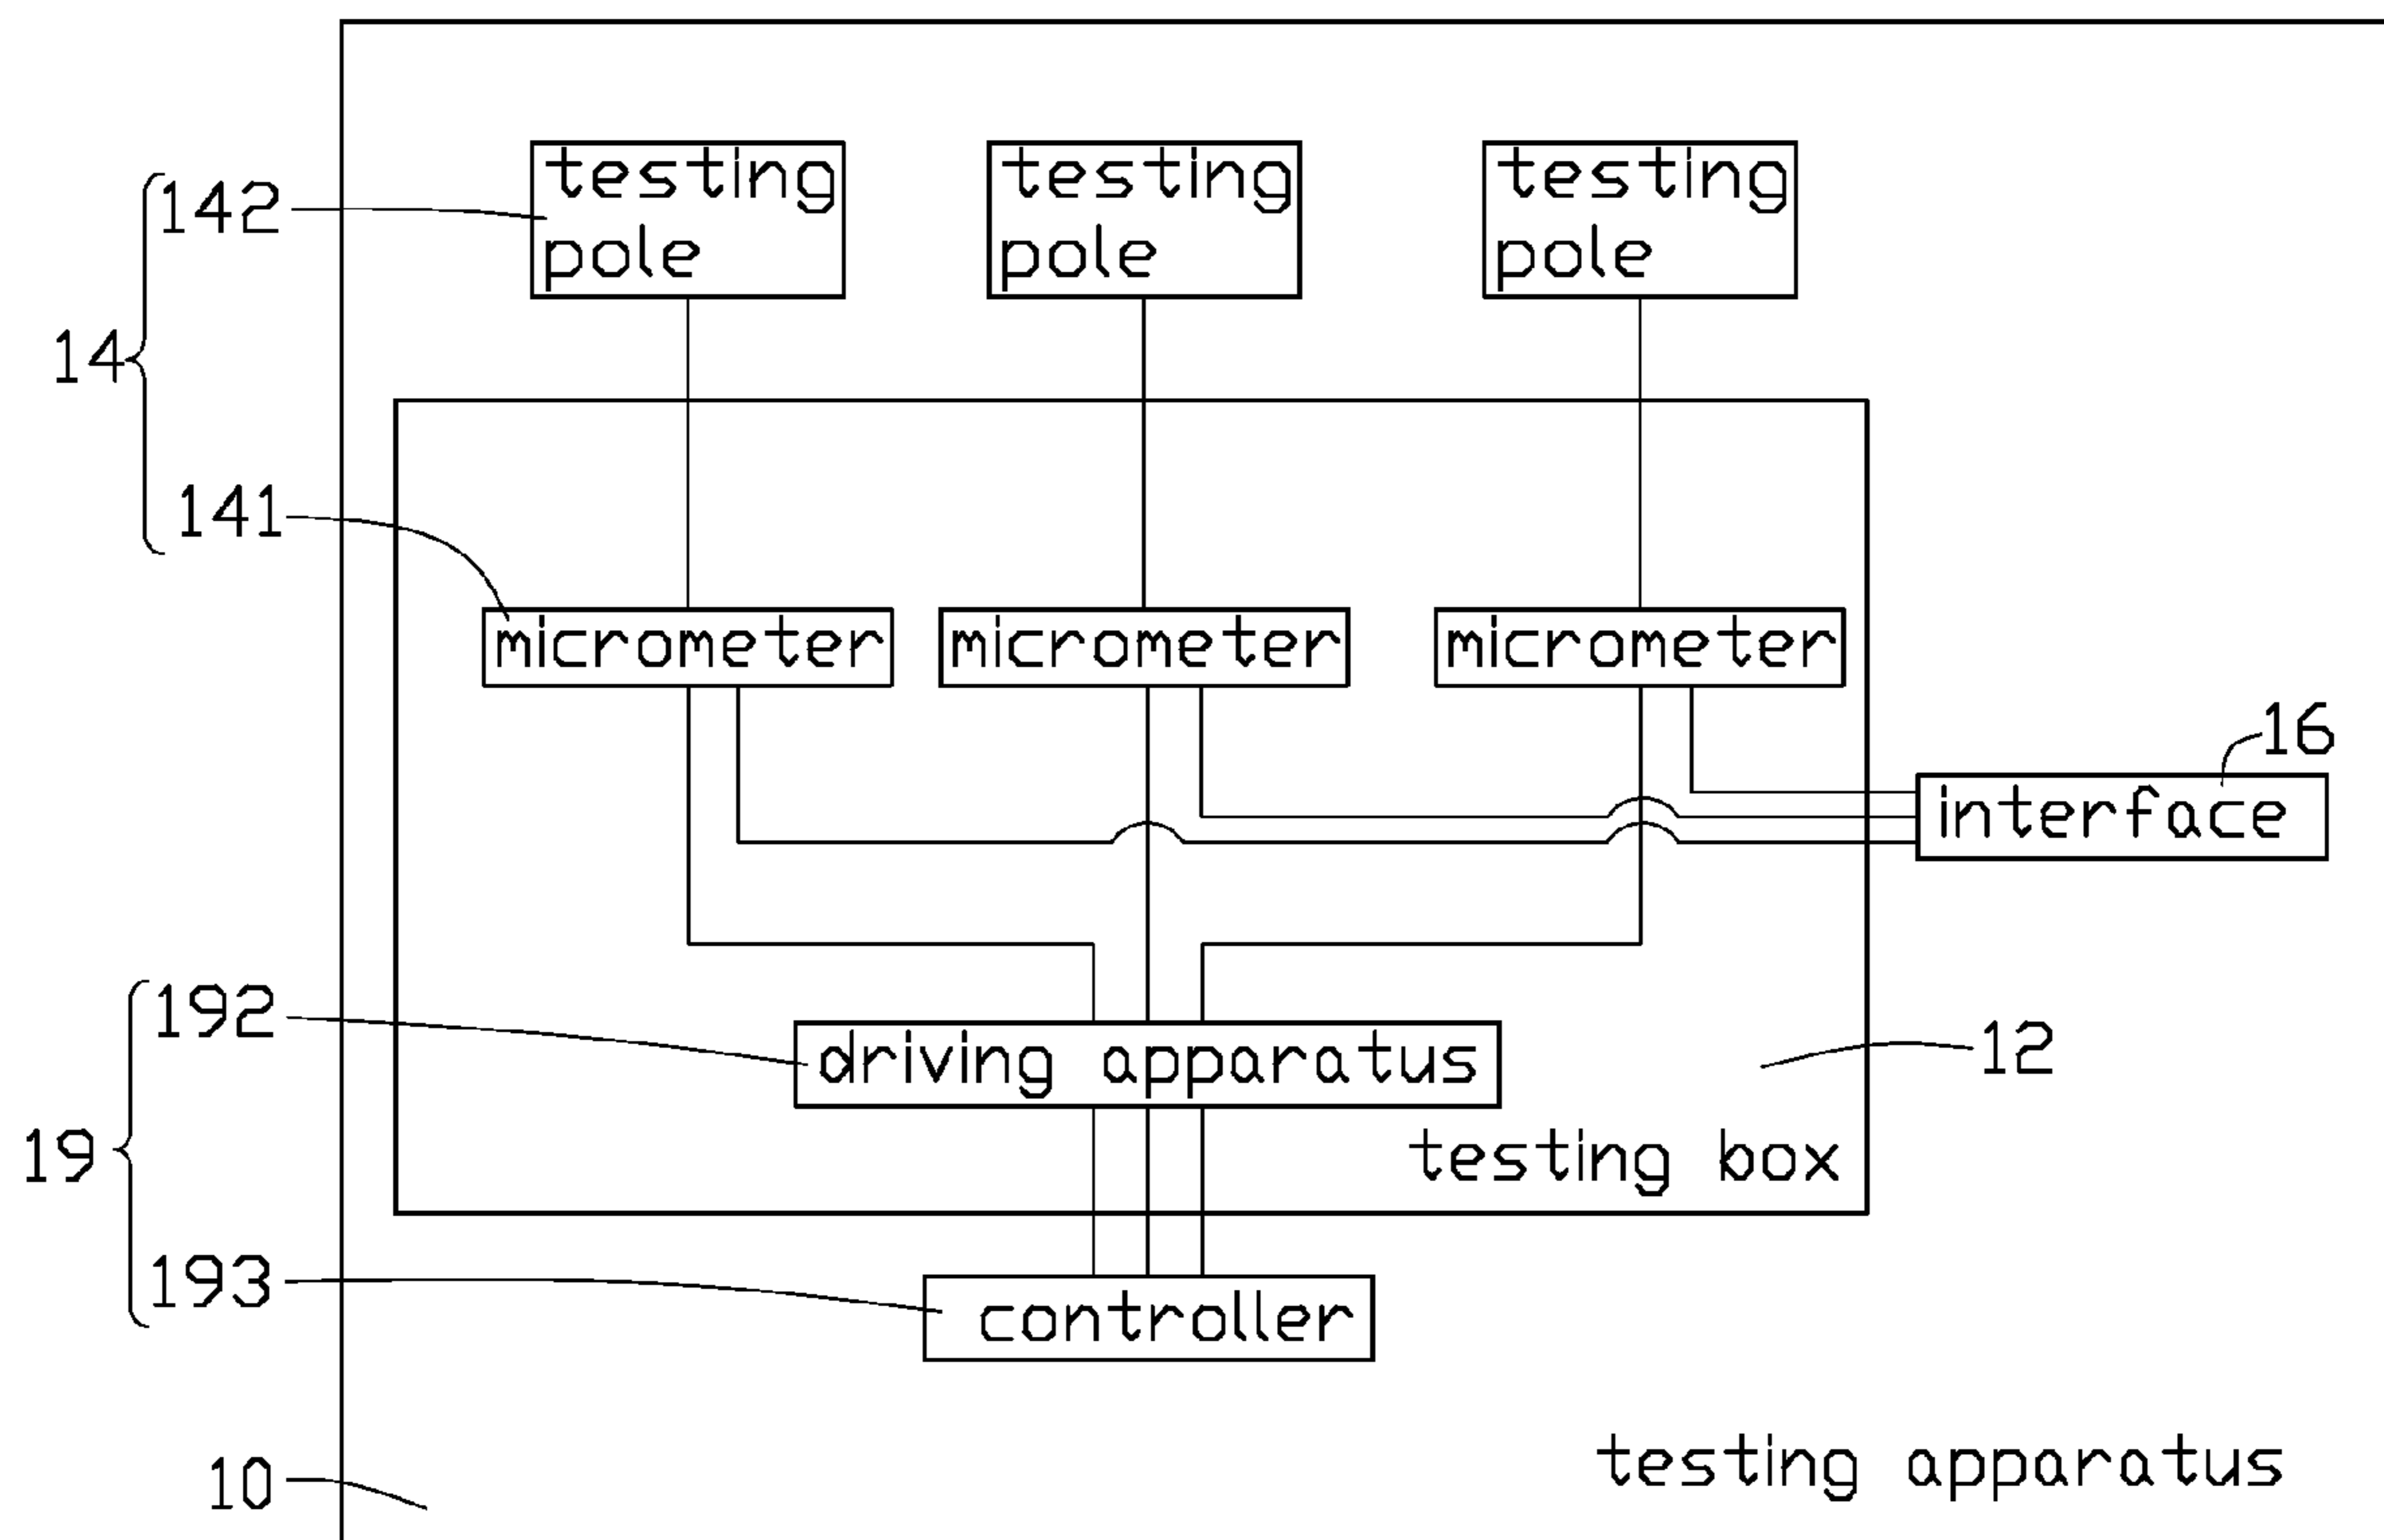 testing
pole
testing
pole
testing
pole
142
14
141
micrometer
micrometer
micrometer
16
interface
192
driving apparatus
12
19
testing box
193
controller
10
testing apparatus